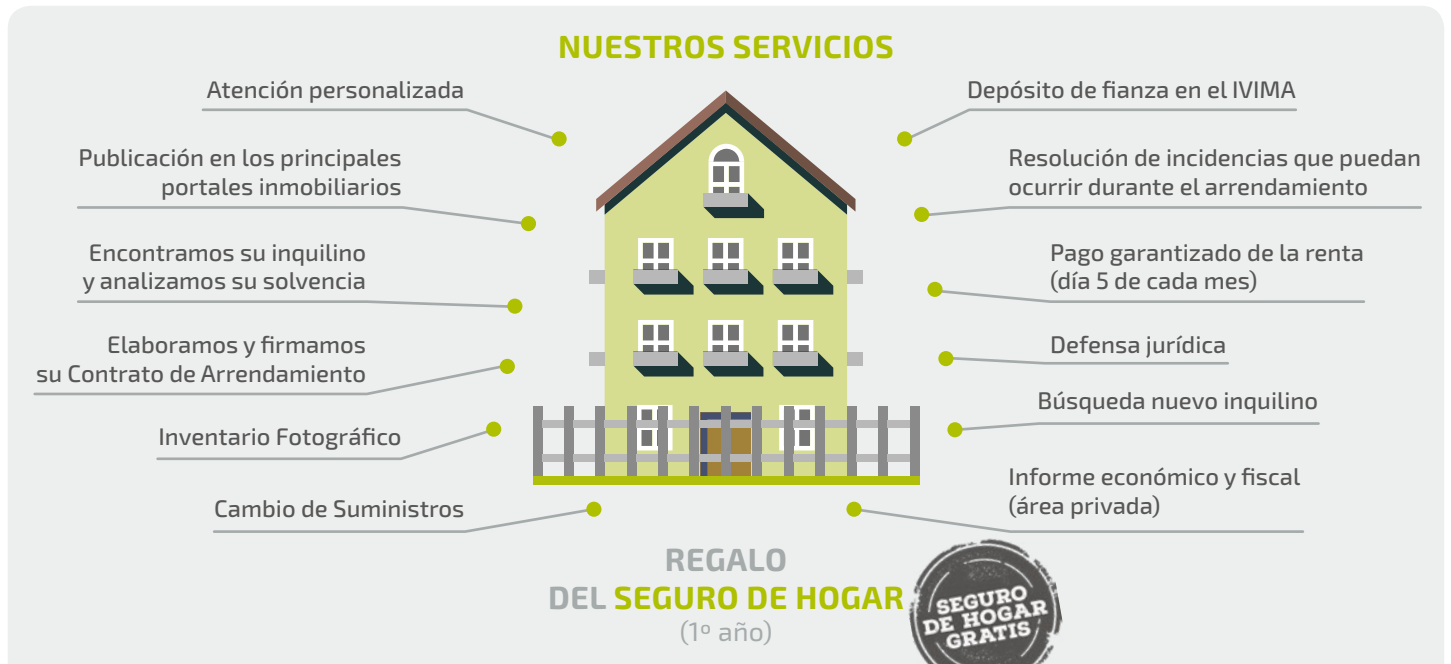 NUESTROS SERVICIOS
Atención personalizada
Publicación en los principales
portales inmobiliarios
Encontramos su inquilino
y analizamos su solvencia
Elaboramos y firmamos
su Contrato de Arrendamiento
Inventario Fotográfico
Cambio de Suministros
Depósito de fianza en el IVIMA
Resolución de incidencias que puedan
ocurrir durante el arrendamiento
Pago garantizado de la renta
(día 5 de cada mes)
Defensa jurídica
Búsqueda nuevo inquilino
Informe económico y fiscal
(área privada)
REGALO
DEL SEGURO DE HOGAR
(1º año)
SEGURO
DE HOGAR
GRATIS